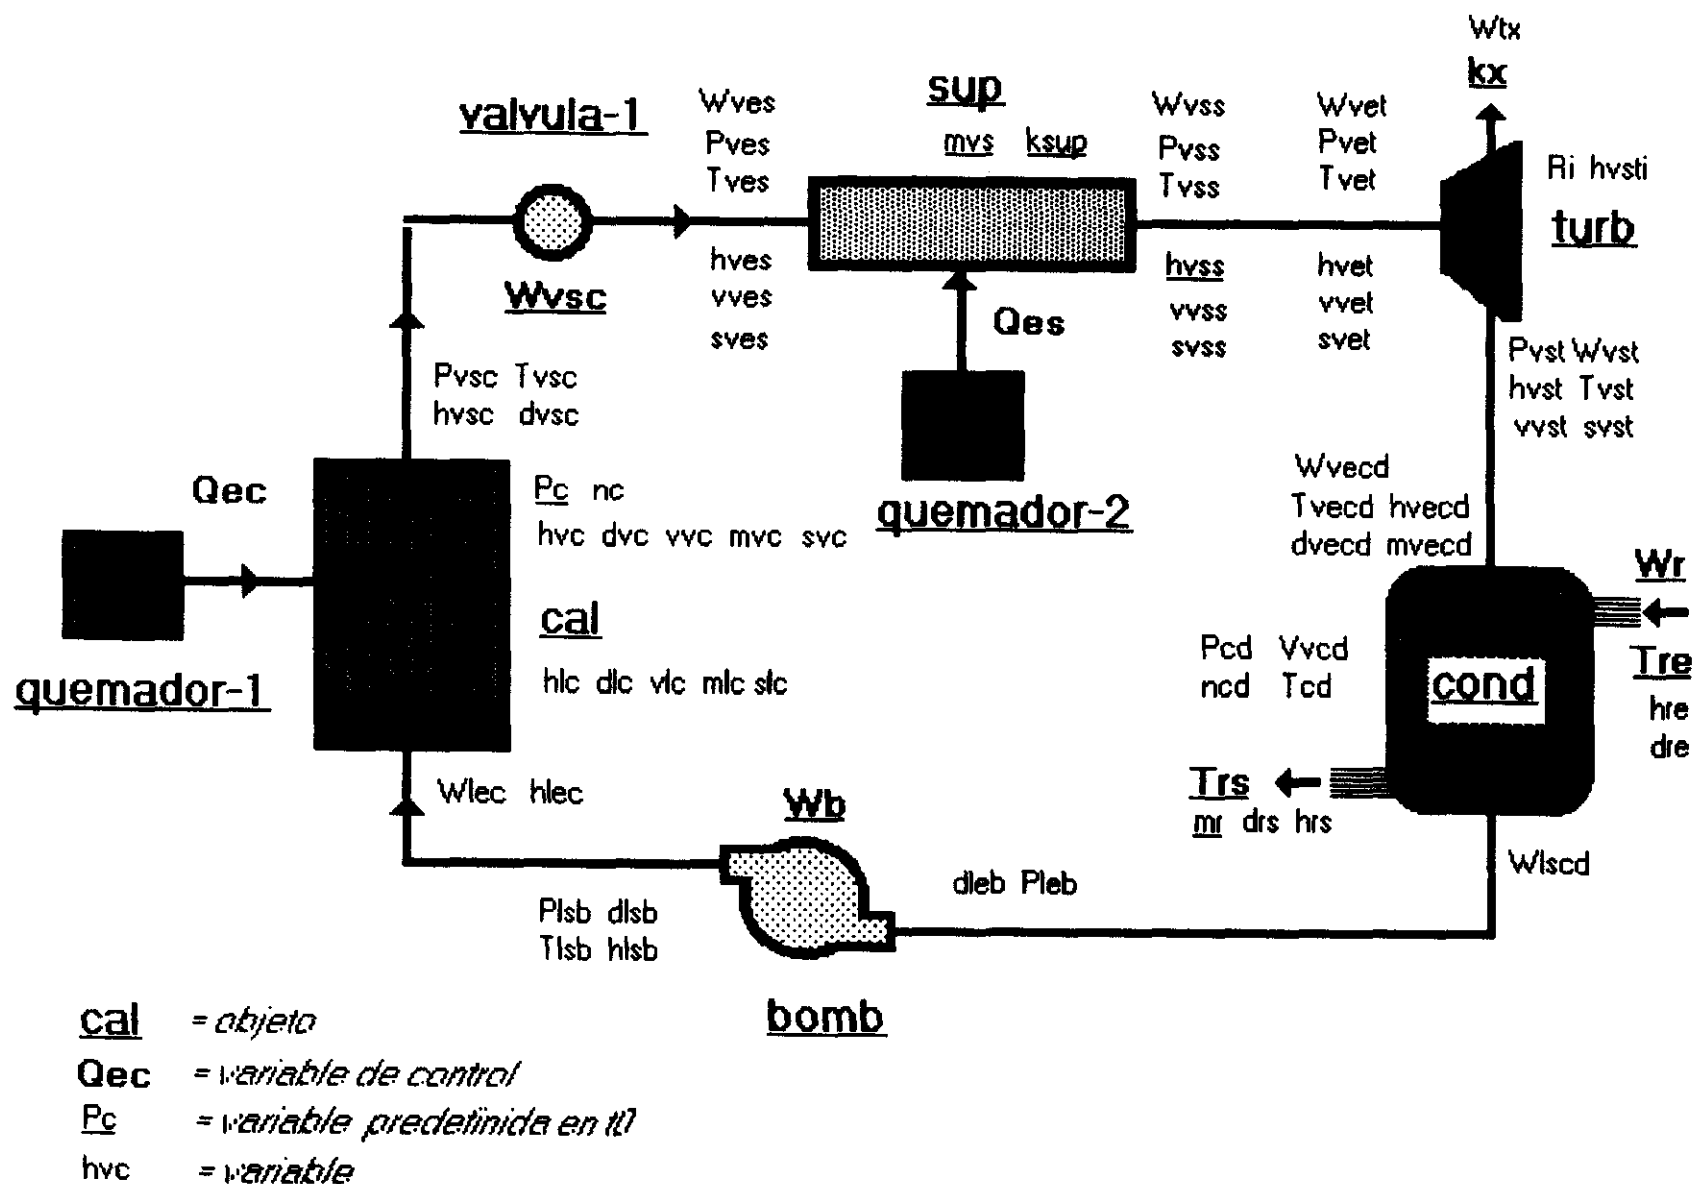 Wtx
kx
valvula-1
Wves
Pves
Tves
sup
mvs ksup
Wvss
Pvss
Tvss
Wvet
Pvet
Tvet
Ri hvsti
turb
Wvsc
hves
vves
sves
Qes
hvss
vvss
svss
hvet
vvet
svet
Pvst Wvst
hvst Tvst
vvst svst
Pvsc Tvsc
hvsc dvsc
Qec
Pc nc
hvc dvc vvc mvc svc
quemador-2
Wvecd
Tvecd hvecd
dvecd mvecd
Wr
cal
hlc dlc vlc mlc slc
quemador-1
Pcd Vvcd
ncd Tcd
cond
Tre
hre
dre
Wlec hlec
Wb
Trs
mr drs hrs
Wlscd
dleb Pleb
Plsb dlsb
Tlsb hlsb
bomb
cal = objeto
Qec = variable de control
Pc = variable predefinida en t0
hvc = variable